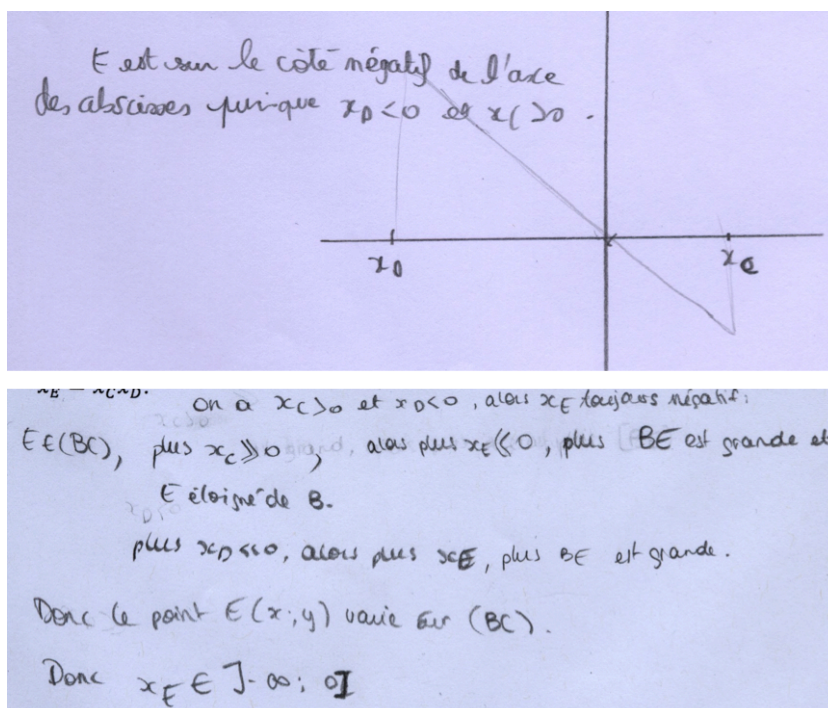 E est sur le côté négatif de l'axe
des abscisses puisque x_D < 0 et x_C > 0.
x_D
x_C
x_E = x_C x_D.
On a x_C > 0 et x_D < 0, alors x_E toujours négatif:
E ∈ (BC), plus x_C ≫ 0, alors plus x_E ≪ 0, plus BE est grande et
E éloigné de B.
plus x_D <<< 0, alors plus x_E, plus BE est grande.
Donc le point E(x; y) varie sur (BC).
Donc x_E ∈ ]-∞; 0[